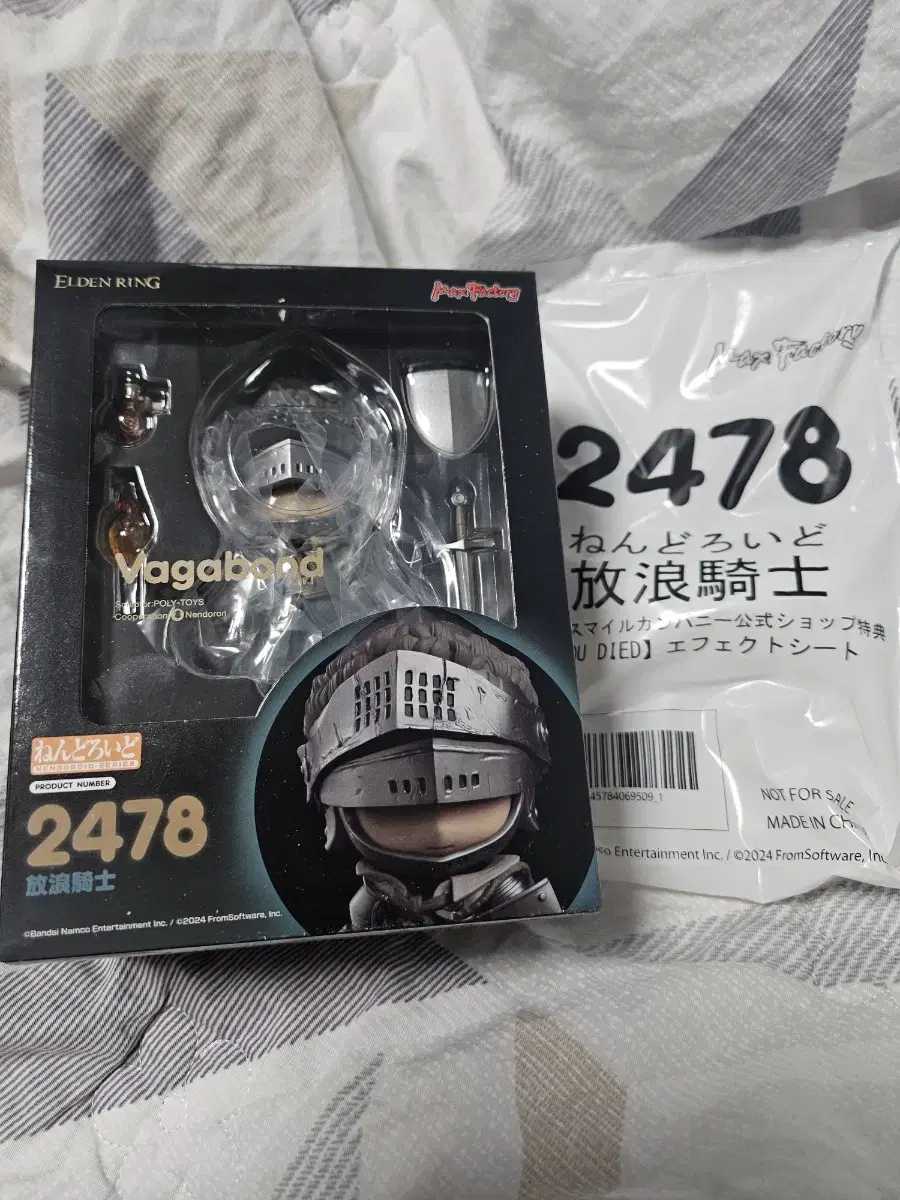 ELDEN RING
Max Factory
Vagabond
Sculptor:POLY-TOYS
Cooperation: Nendoron
ねんどろいど
NENDOROID SERIES
PRODUCT NUMBER
2478
放浪騎士
©Bandai Namco Entertainment Inc. / ©2024 FromSoftware, Inc.
Max Factory
2478
ねんどろいど
放浪騎士
スマイルカンパニー公式ショップ特典
DIED】エフェクトシート
45784069509_1
NOT FOR SALE
MADE IN
Entertainment Inc. / ©2024 FromSoftware, Inc